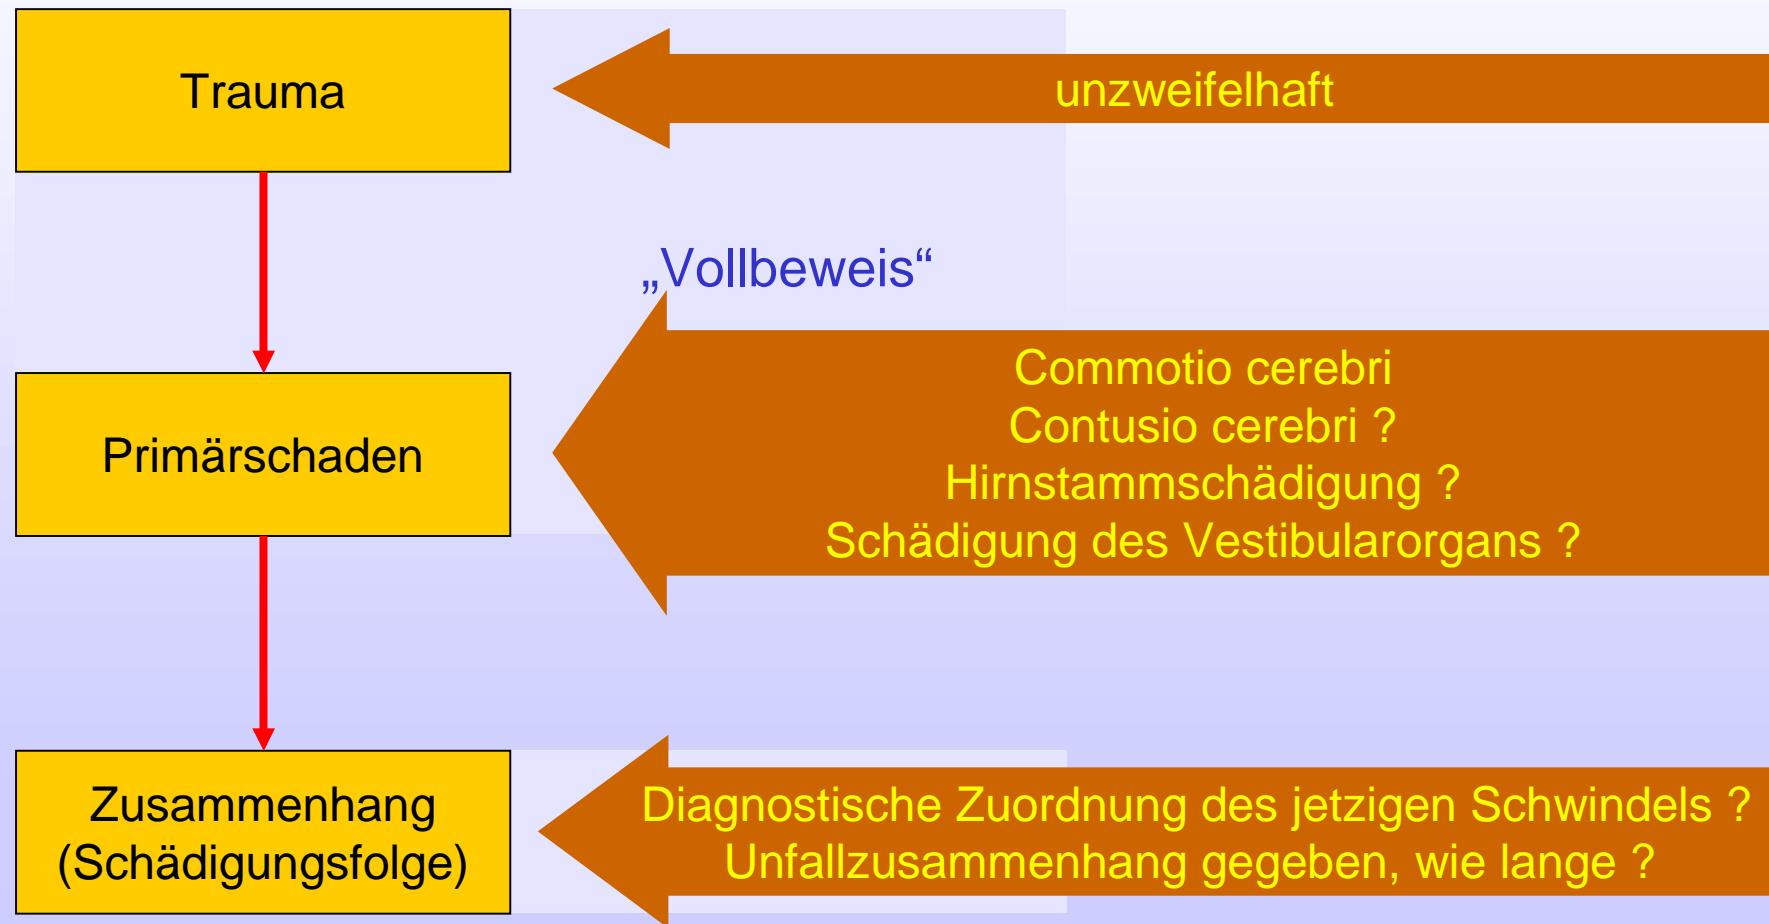 Trauma
unzweifelhaft
„Vollbeweis“
Primärschaden
Commotio cerebri
Contusio cerebri ?
Hirnstammschädigung ?
Schädigung des Vestibularorgans ?
Zusammenhang
(Schädigungsfolge)
Diagnostische Zuordnung des jetzigen Schwindels ?
Unfallzusammenhang gegeben, wie lange ?